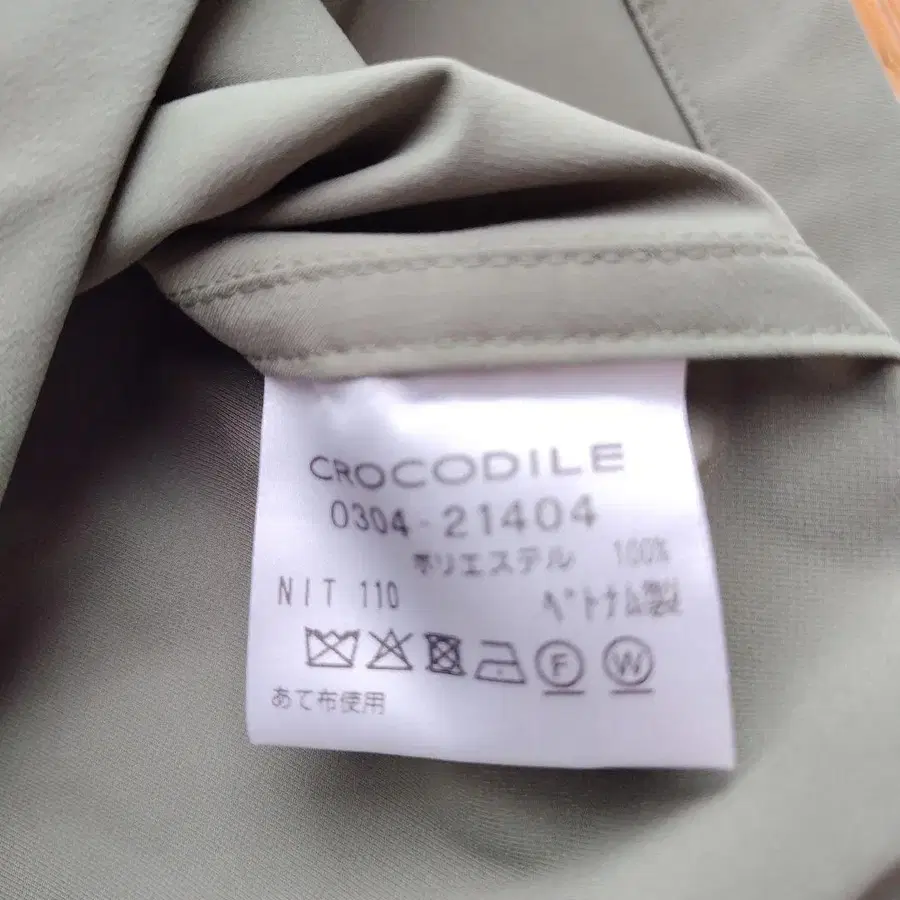 CROCODILE
0304-21404
ポリエステル 100%
NIT 110 ベトナム製
F W
あて布使用